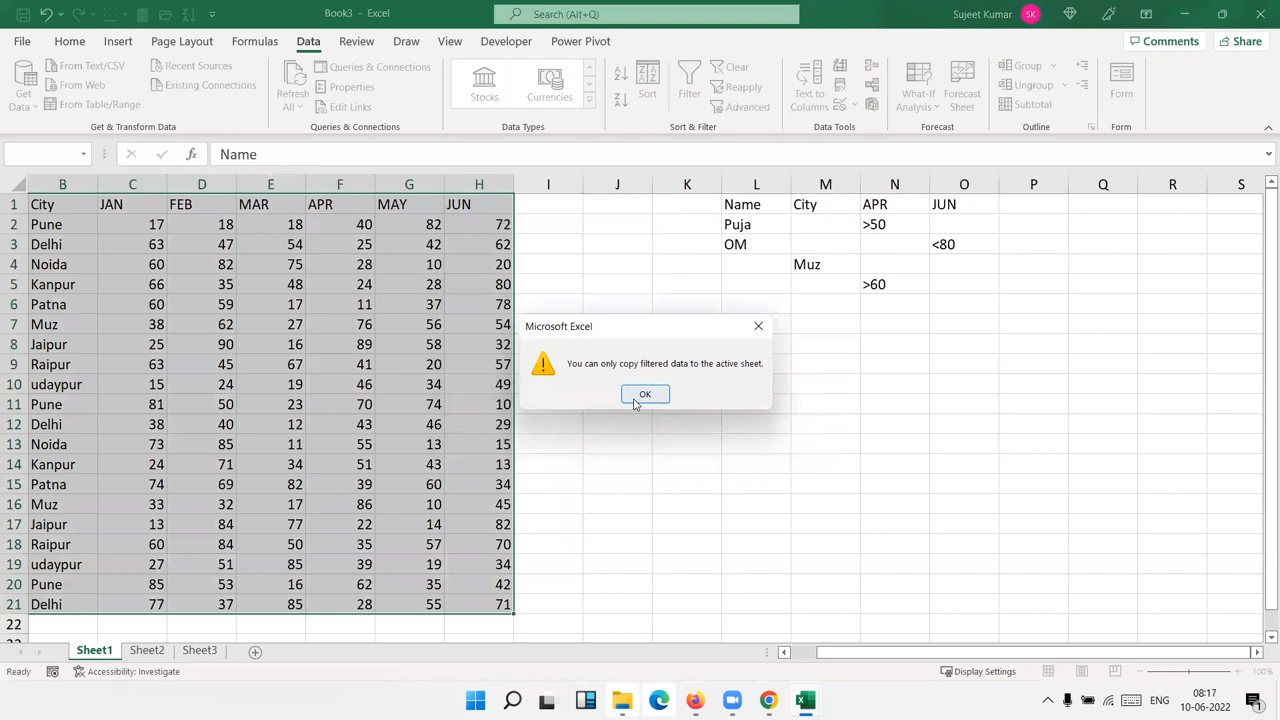 Book3 - Excel
Search (Alt+Q)
Sujeet Kumar
SK
File Home Insert Page Layout Formulas Data Review Draw View Developer Automate Power Pivot
Comments
Share
Get Data
From Text/CSV
From Web
From Table/Range
Recent Sources
Existing Connections
Get & Transform Data
Refresh All
Queries & Connections
Properties
Edit Links
Queries & Connections
Stocks
Currencies
Data Types
Sort
Filter
Clear
Reapply
Advanced
Sort & Filter
Text to Columns
Data Tools
What-If Analysis
Forecast Sheet
Forecast
Group
Ungroup
Subtotal
Outline
Form
Form
fx Name
B C D E F G H I J K L M N O P Q R S
1 City JAN FEB MAR APR MAY JUN Name City APR JUN
2 Pune 17 18 18 40 82 72 Puja >50
3 Delhi 63 47 54 25 42 62 OM <80
4 Noida 60 82 75 28 10 20 Muz
5 Kanpur 66 35 48 24 28 80 >60
6 Patna 60 59 17 11 37 78
7 Muz 38 62 27 76 56 54
8 Jaipur 25 90 16 89 58 32
9 Raipur 63 45 67 41 20 57
10 udaypur 15 24 19 46 34 49
11 Pune 81 50 23 70 74 10
12 Delhi 38 40 12 43 46 29
13 Noida 73 85 11 55 13 15
14 Kanpur 24 71 34 51 43 13
15 Patna 74 69 82 39 60 34
16 Muz 33 32 17 86 10 45
17 Jaipur 13 84 77 22 14 82
18 Raipur 60 84 50 35 57 70
19 udaypur 27 51 85 39 19 34
20 Pune 85 53 16 62 35 42
21 Delhi 77 37 85 28 55 71
22
Microsoft Excel
You can only copy filtered data to the active sheet.
OK
Sheet1 Sheet2 Sheet3
Ready
Accessibility: Investigate
Display Settings
100%
ENG
08:17
10-06-2022
1